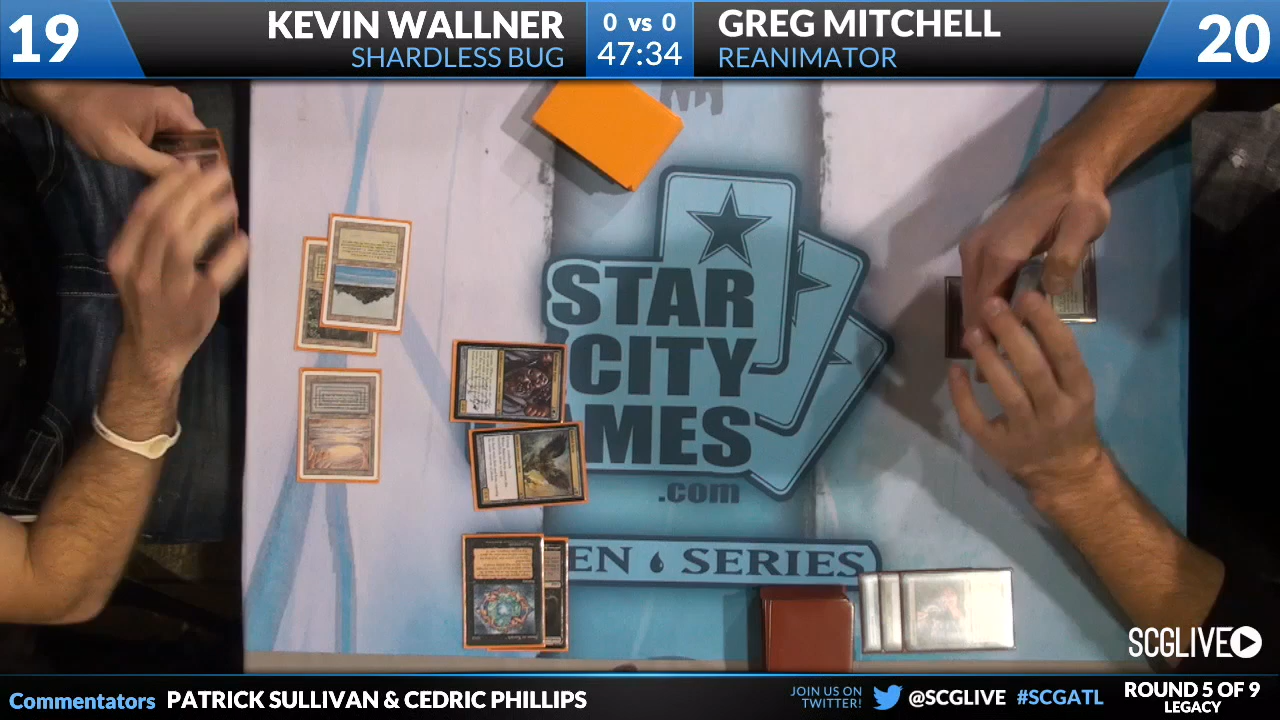 19
KEVIN WALLNER
SHARDLESS BUG
0 vs 0
47:34
GREG MITCHELL
REANIMATOR
20
STAR
CITY
AMES
.com
EN SERIES
SCGLIVE
Commentators PATRICK SULLIVAN & CEDRIC PHILLIPS
JOIN US ON
TWITTER!
@SCGLIVE #SCGATL
ROUND 5 OF 9
LEGACY